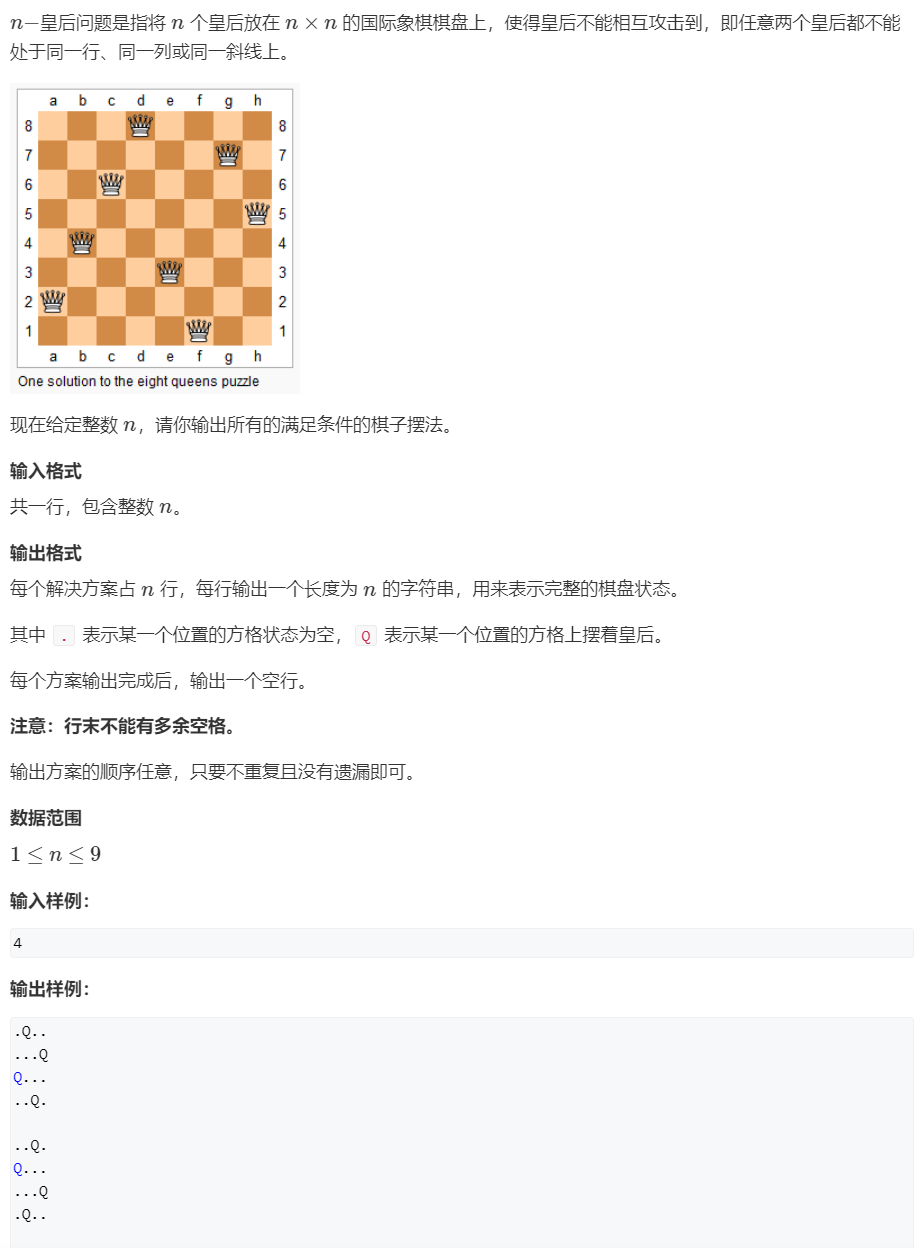 n−皇后问题是指将 n 个皇后放在 n × n 的国际象棋棋盘上，使得皇后不能相互攻击到，即任意两个皇后都不能
处于同一行、同一列或同一斜线上。
a b c d e f g h
8 8
7 7
6 6
5 5
4 4
3 3
2 2
1 1
a b c d e f g h
One solution to the eight queens puzzle
现在给定整数 n，请你输出所有的满足条件的棋子摆法。
输入格式
共一行，包含整数 n。
输出格式
每个解决方案占 n 行，每行输出一个长度为 n 的字符串，用来表示完整的棋盘状态。
其中 . 表示某一个位置的方格状态为空， Q 表示某一个位置的方格上摆着皇后。
每个方案输出完成后，输出一个空行。
注意：行末不能有多余空格。
输出方案的顺序任意，只要不重复且没有遗漏即可。
数据范围
1 ≤ n ≤ 9
输入样例：
4
输出样例：
.Q..
...Q
Q...
..Q.
..Q.
Q...
...Q
.Q..